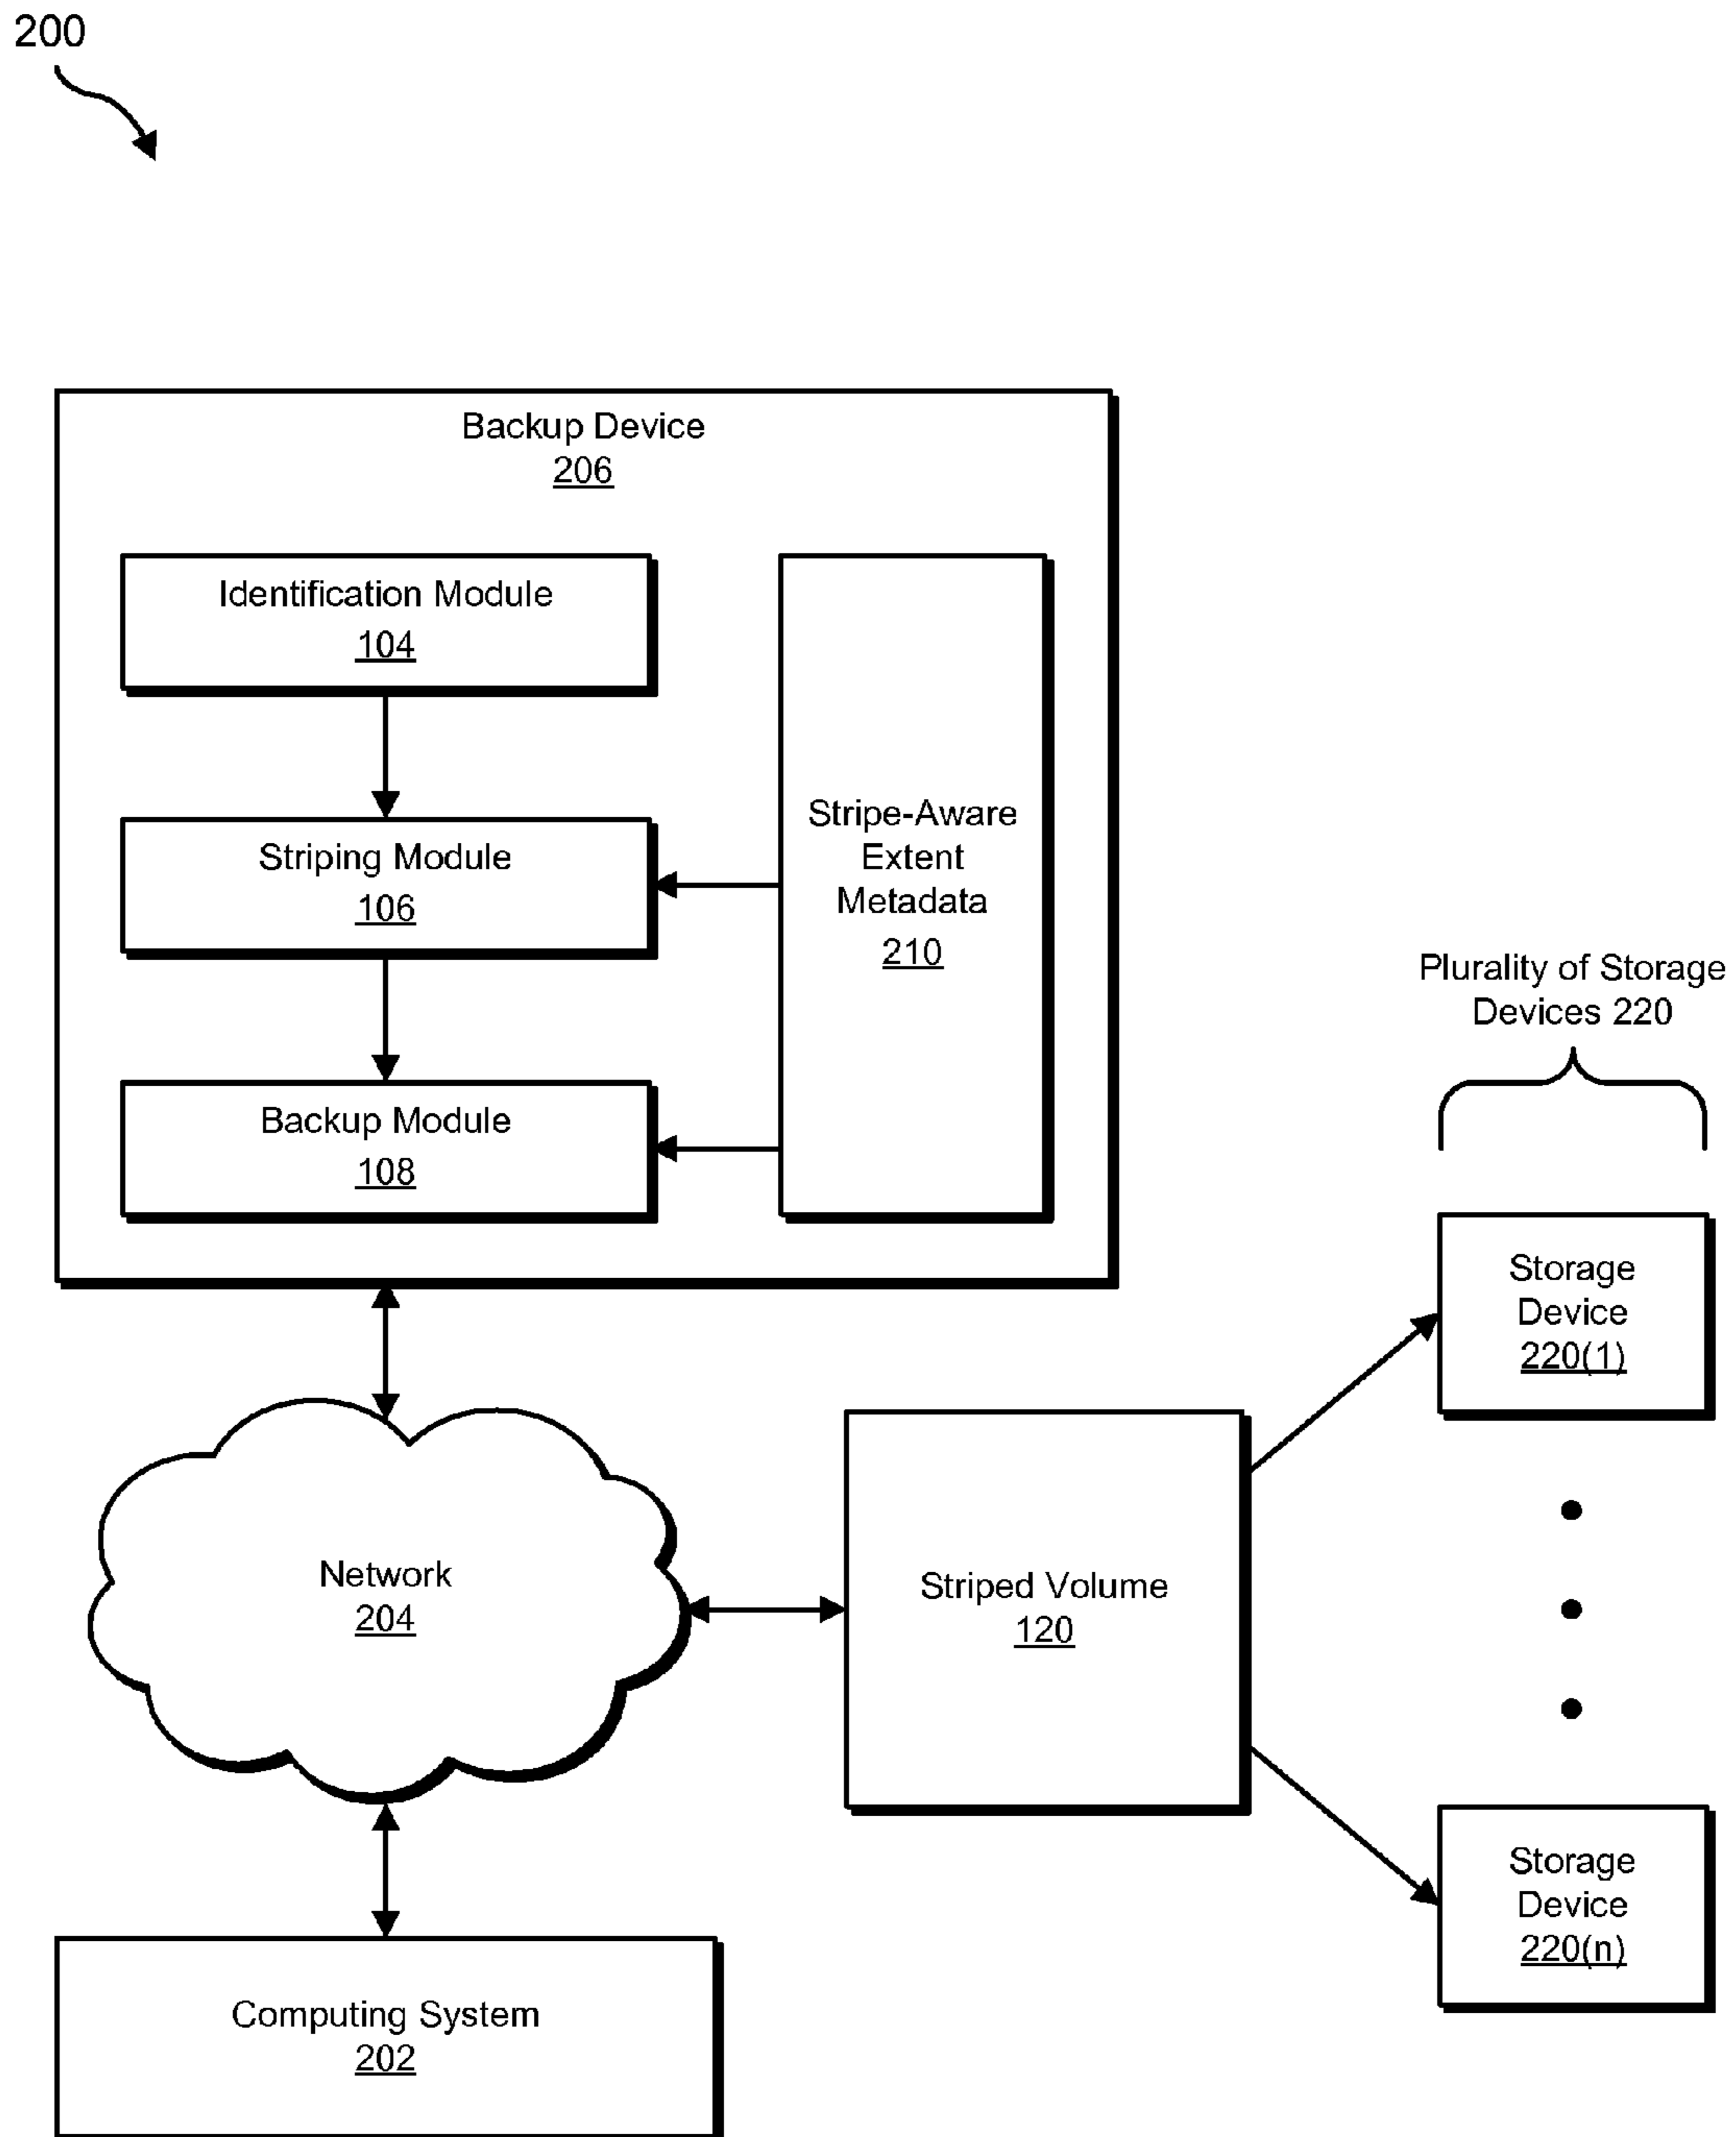 200
Backup Device
206
Identification Module
104
Striping Module
106
Backup Module
108
Stripe-Aware
Extent
Metadata
210
Plurality of Storage
Devices 220
Storage
Device
220(1)
Network
204
Striped Volume
120
Storage
Device
220(n)
Computing System
202